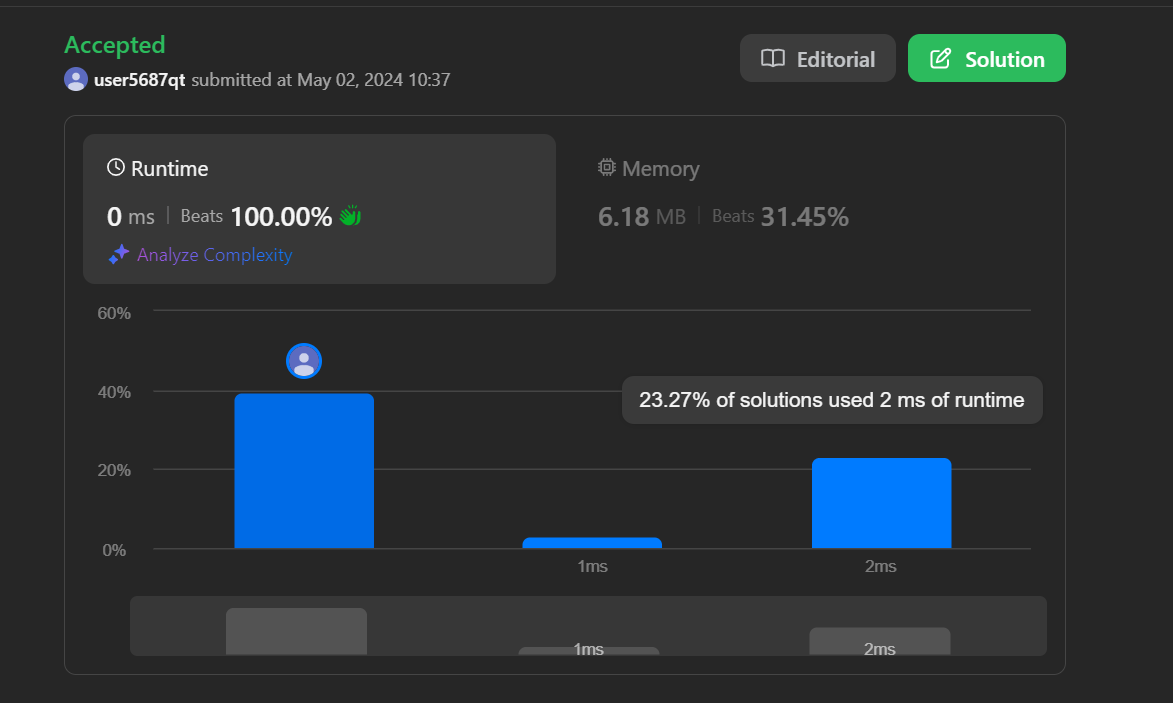 Accepted
user5687qt submitted at May 02, 2024 10:37
Editorial
Solution
Runtime
0 ms | Beats 100.00%
Analyze Complexity
Memory
6.18 MB | Beats 31.45%
60%
40%
20%
0%
23.27% of solutions used 2 ms of runtime
1ms
2ms
1ms
2ms